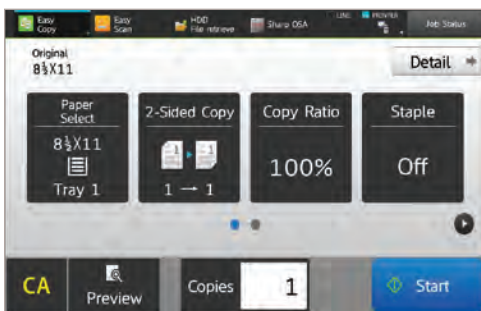 Easy
Copy
Easy
Scan
HDD
File retrieve
Sharp OSA
LINE
PRINTER
Job Status
Original
8½X11
Detail
Paper
Select
8½X11
Tray 1
2-Sided Copy
1 1
1 → 1
Copy Ratio
100%
Staple
Off
CA
Preview
Copies
1
Start